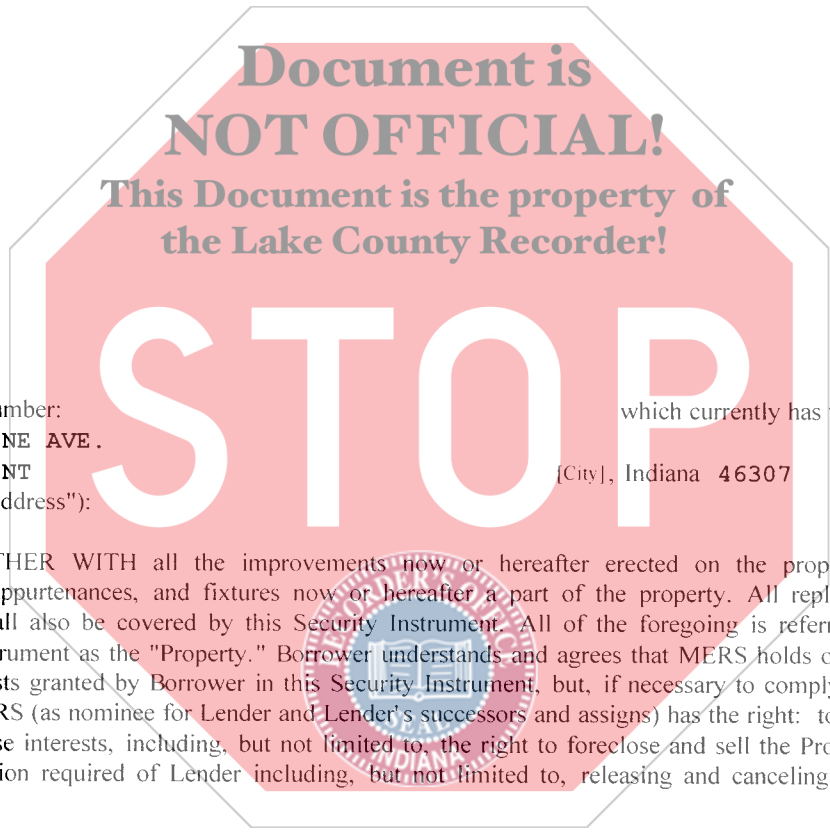 Document is
NOT OFFICIAL!
This Document is the property of
the Lake County Recorder!
STOP
umber: which currently has
NE AVE.
NT [City], Indiana 46307
ddress"):
THER WITH all the improvements now or hereafter erected on the prop
ppurtenances, and fixtures now or hereafter a part of the property. All repl
all also be covered by this Security Instrument. All of the foregoing is referr
rument as the "Property." Borrower understands and agrees that MERS holds o
sts granted by Borrower in this Security Instrument, but, if necessary to comply
RS (as nominee for Lender and Lender's successors and assigns) has the right: to
se interests, including, but not limited to, the right to foreclose and sell the Pro
ion required of Lender including, but not limited to, releasing and canceling
RECORDER'S OFFICE
SEAL
INDIANA